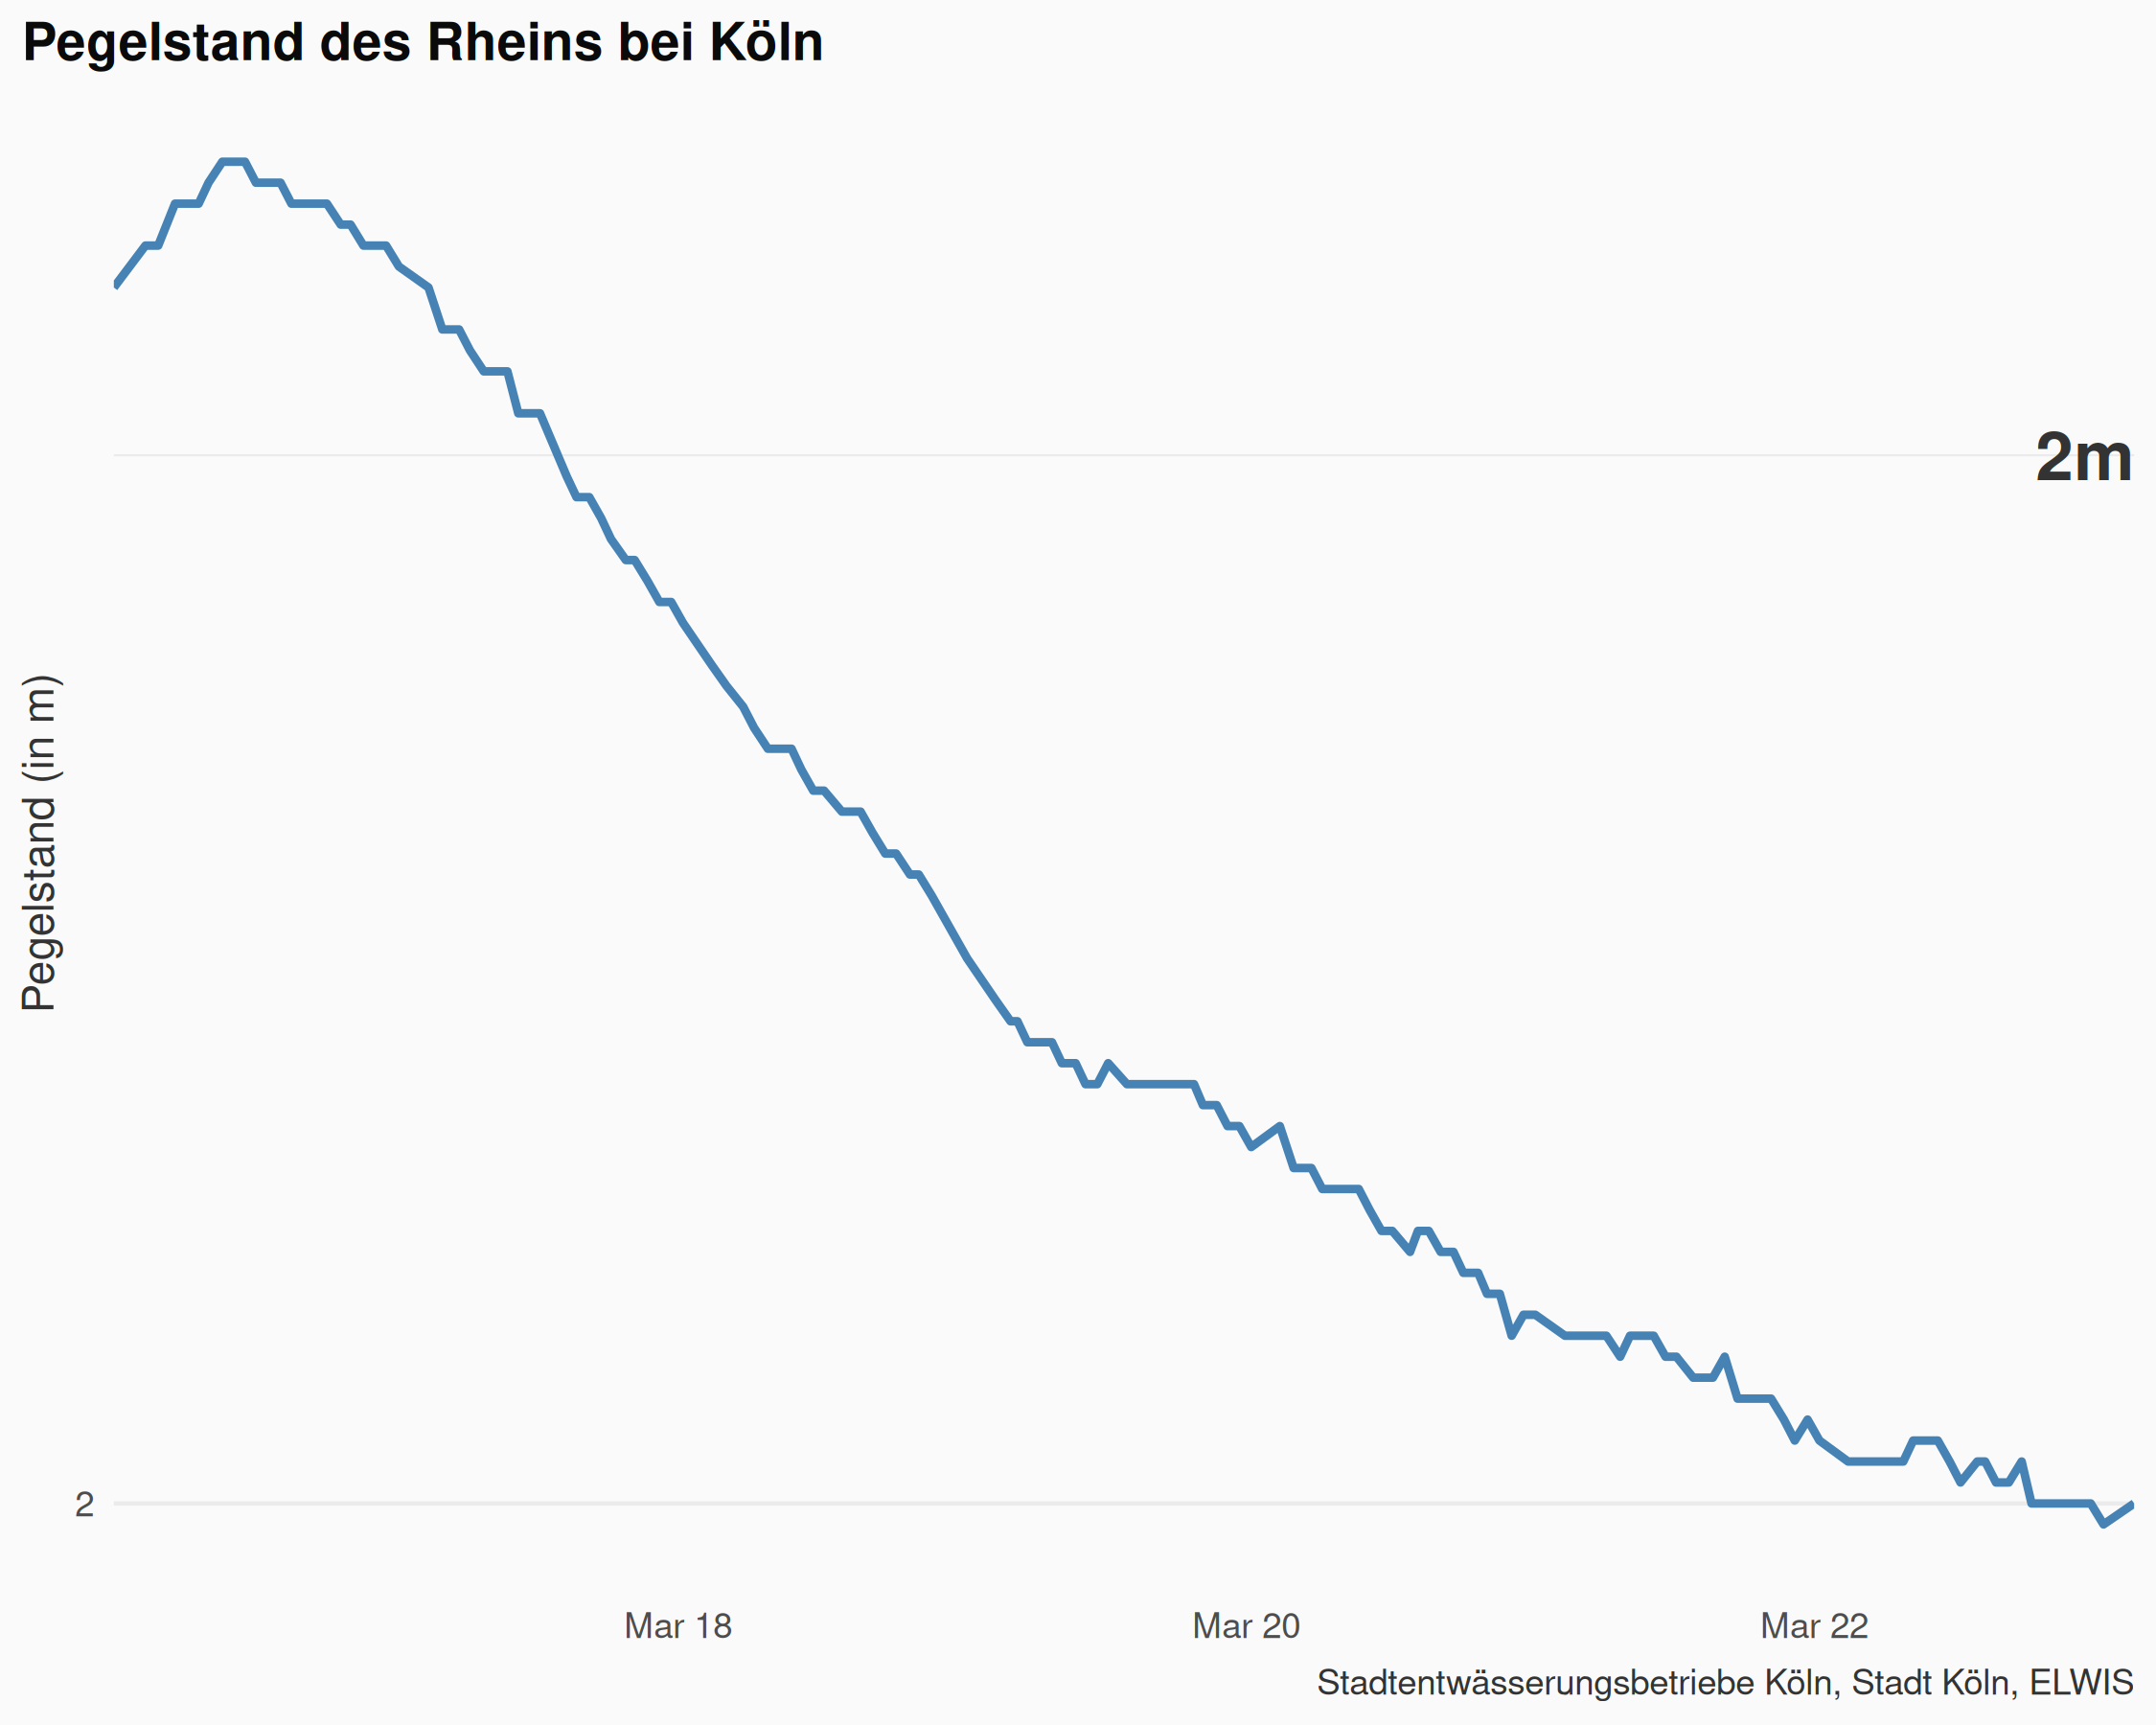 Pegelstand des Rheins bei Köln
2m
Pegelstand (in m)
2
Mar 18
Mar 20
Mar 22
Stadtentwässerungsbetriebe Köln, Stadt Köln, ELWIS